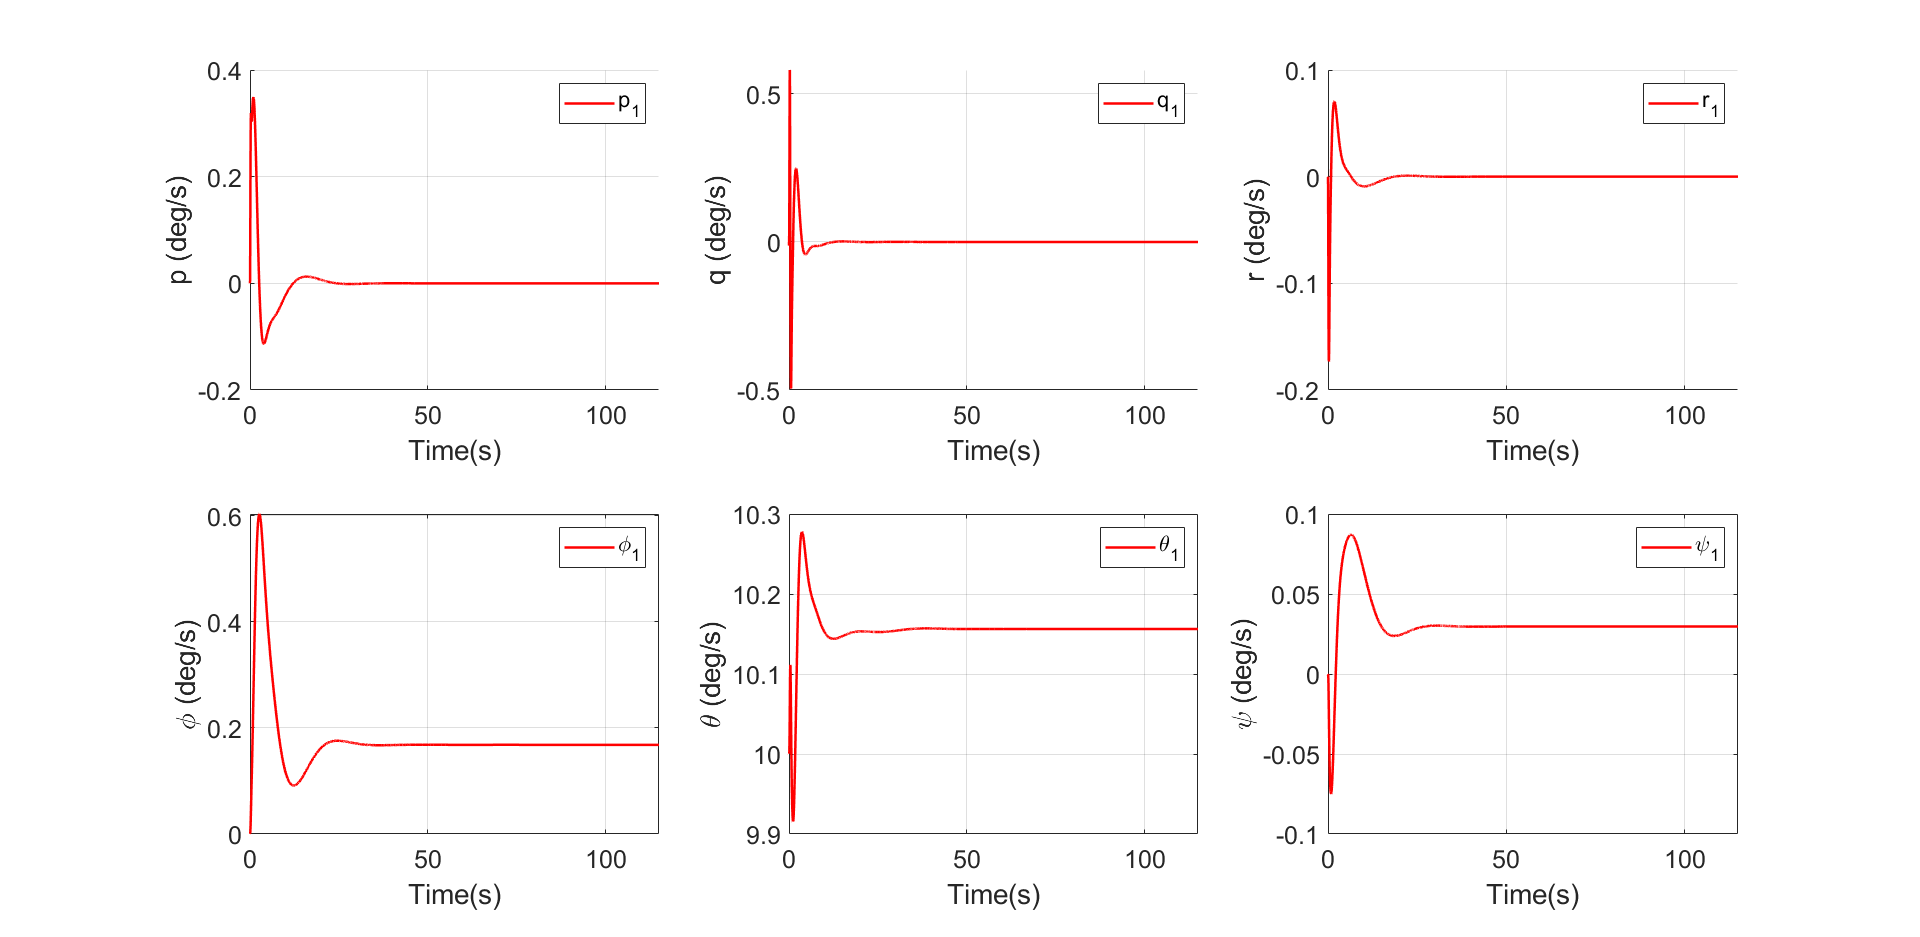 0.4
0.2
0
-0.2
p (deg/s)
0
50
100
Time(s)
p1
0.5
0
-0.5
q (deg/s)
0
50
100
Time(s)
q1
0.1
0
-0.1
-0.2
r (deg/s)
0
50
100
Time(s)
r1
0.6
0.4
0.2
0
ϕ (deg/s)
0
50
100
Time(s)
ϕ1
10.3
10.2
10.1
10
9.9
θ (deg/s)
0
50
100
Time(s)
θ1
0.1
0.05
0
-0.05
-0.1
ψ (deg/s)
0
50
100
Time(s)
ψ1